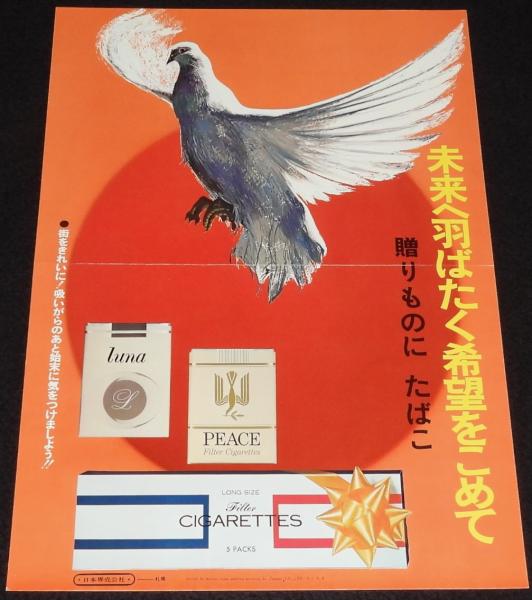 未来へ羽ばたく希望をこめて
贈りものに たばこ
●街をきれいに！吸いがらのあと始末に気をつけましょう!!
luna
L
PEACE
Filter Cigarettes
LONG SIZE
Filter
CIGARETTES
5 PACKS
日本専売公社
札幌